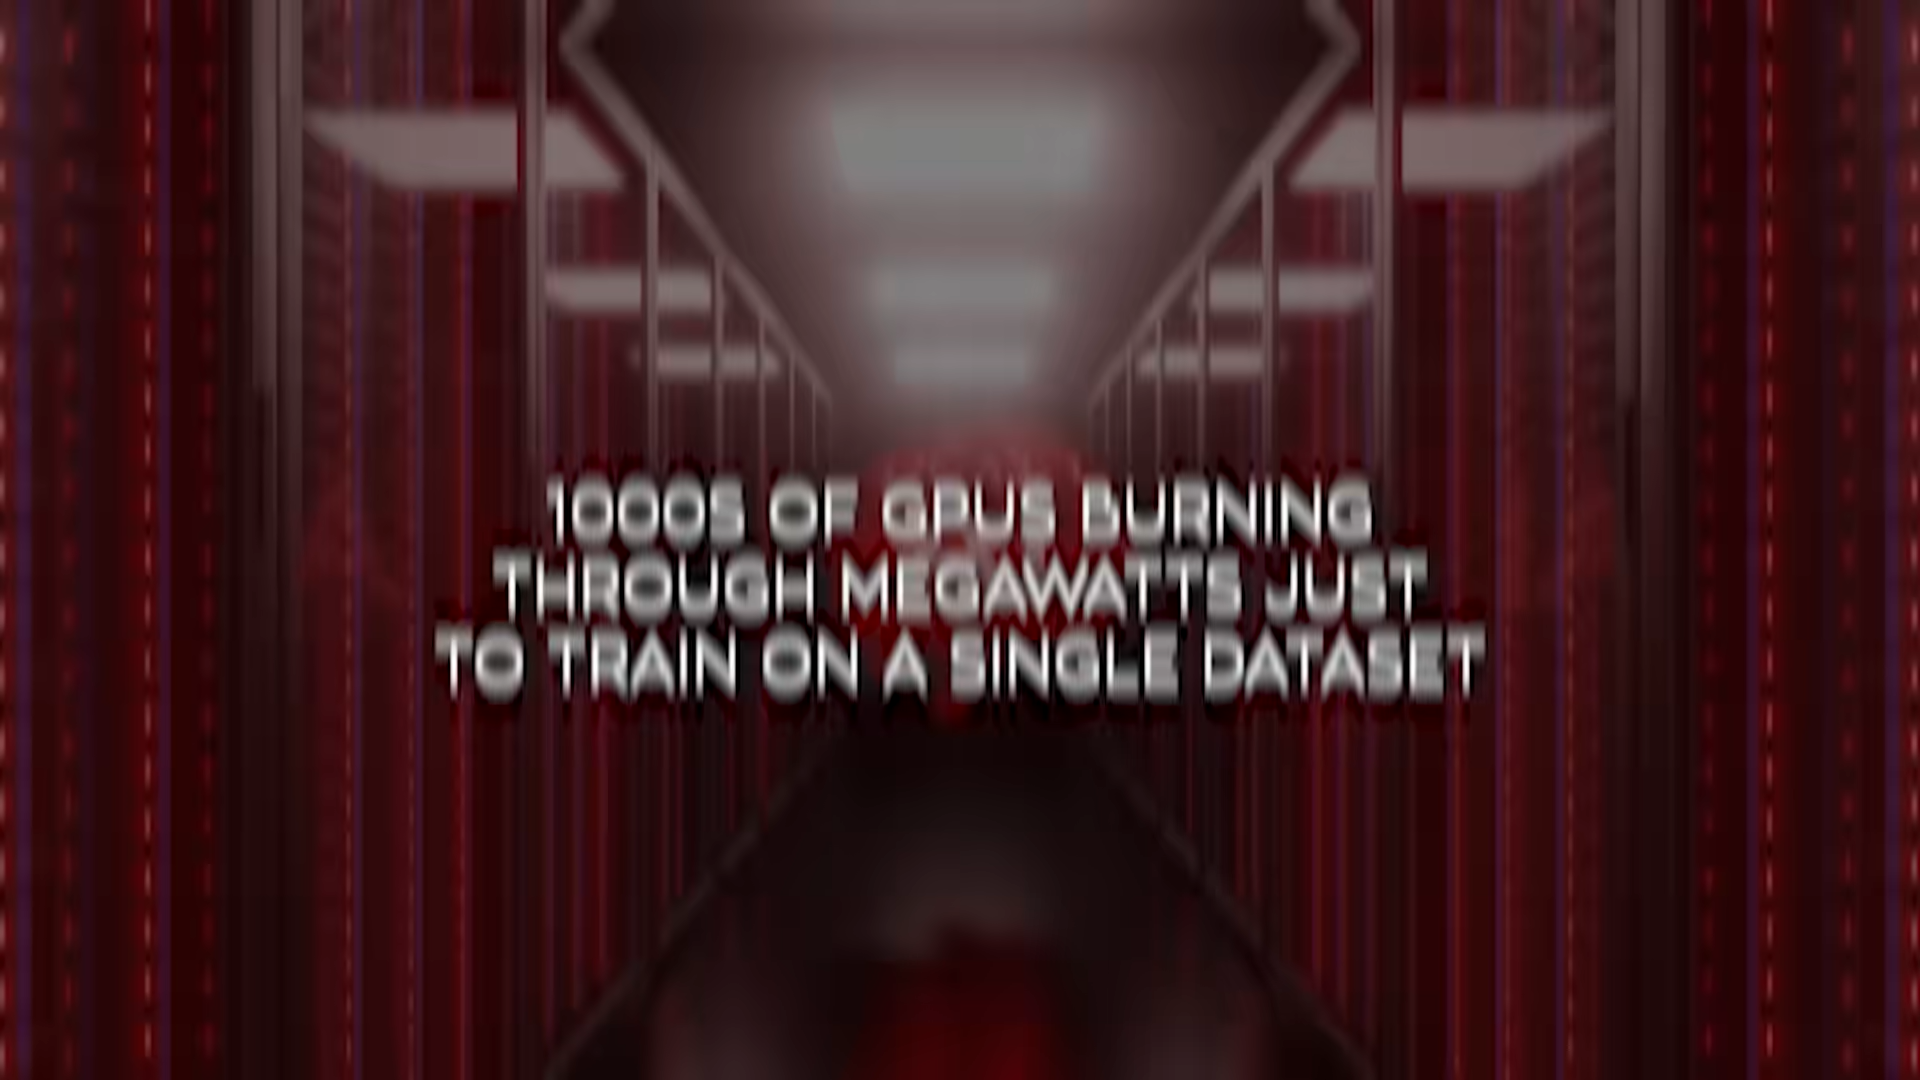 1000S OF GPUS BURNING
THROUGH MEGAWATTS JUST
TO TRAIN ON A SINGLE DATASET